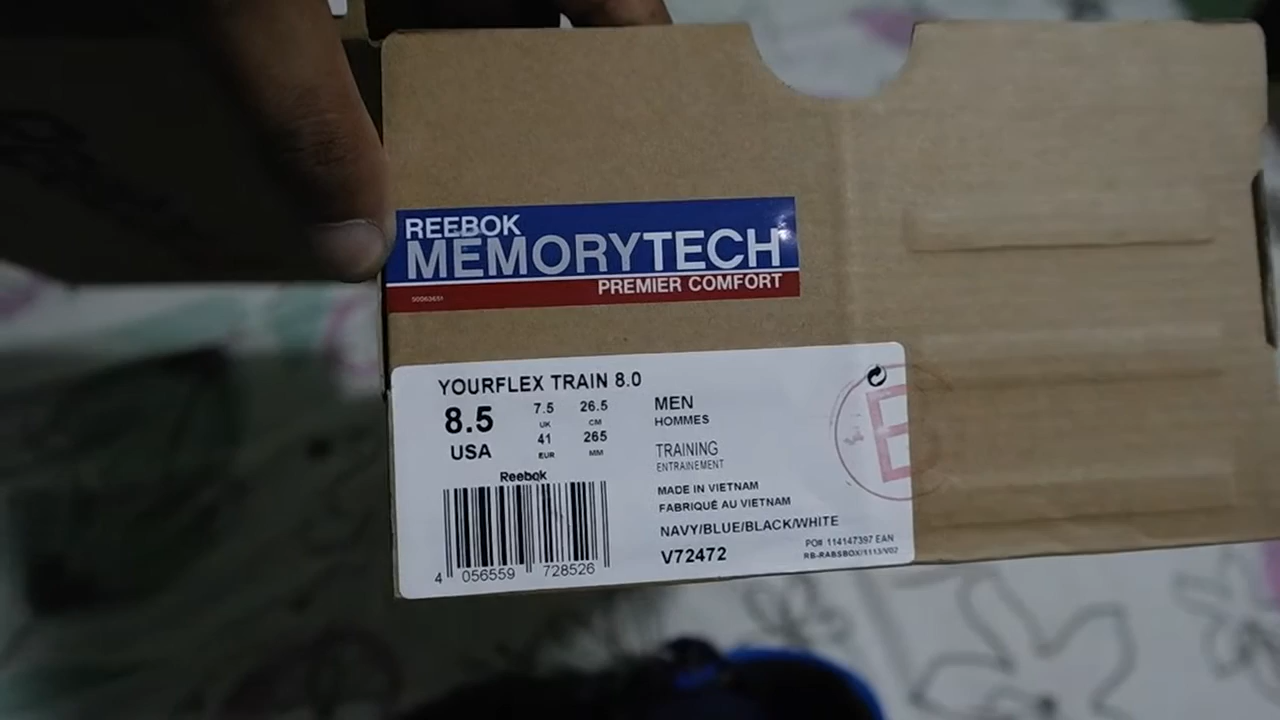 REEBOK
MEMORYTECH
PREMIER COMFORT
50063651
YOURFLEX TRAIN 8.0
8.5
USA
7.5
UK
41
EUR
26.5
CM
265
MM
MEN
HOMMES
TRAINING
ENTRAINEMENT
MADE IN VIETNAM
FABRIQUÉ AU VIETNAM
NAVY/BLUE/BLACK/WHITE
V72472
PO# 114147397 EAN
RB-RABSBOX/1113/V02
Reebok
4 056559 728526
E